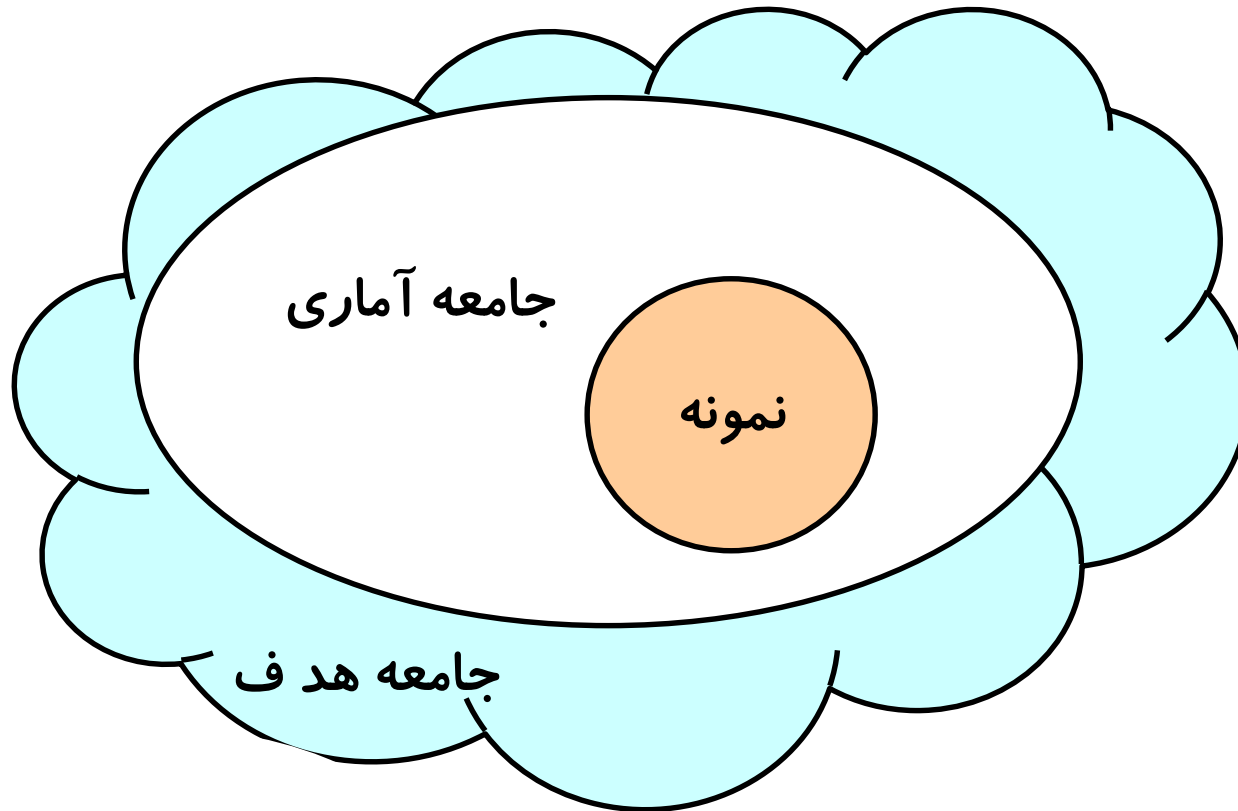 جامعه آماری
نمونه
جامعه هد ف